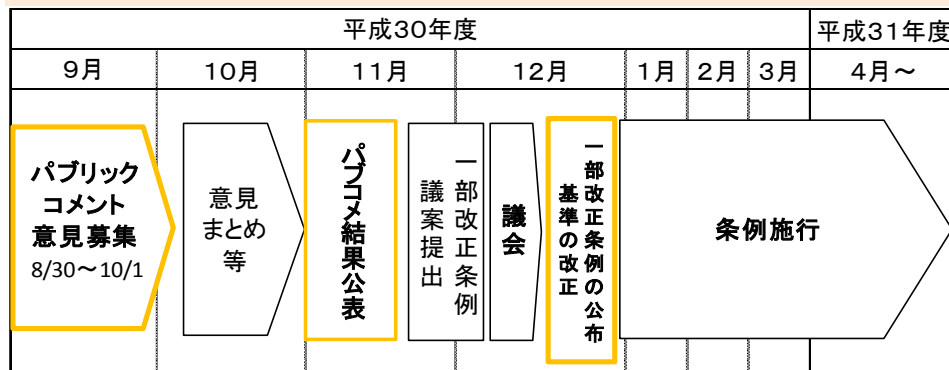 平成30年度
平成31年度
9月
10月
11月
12月
1月
2月
3月
4月～
パブリック
コメント
意見募集
8/30～10/1
意見
まとめ
等
パブコメ結果公表
一部改正条例
議案提出
議会
一部改正条例の公布
基準の改正
条例施行